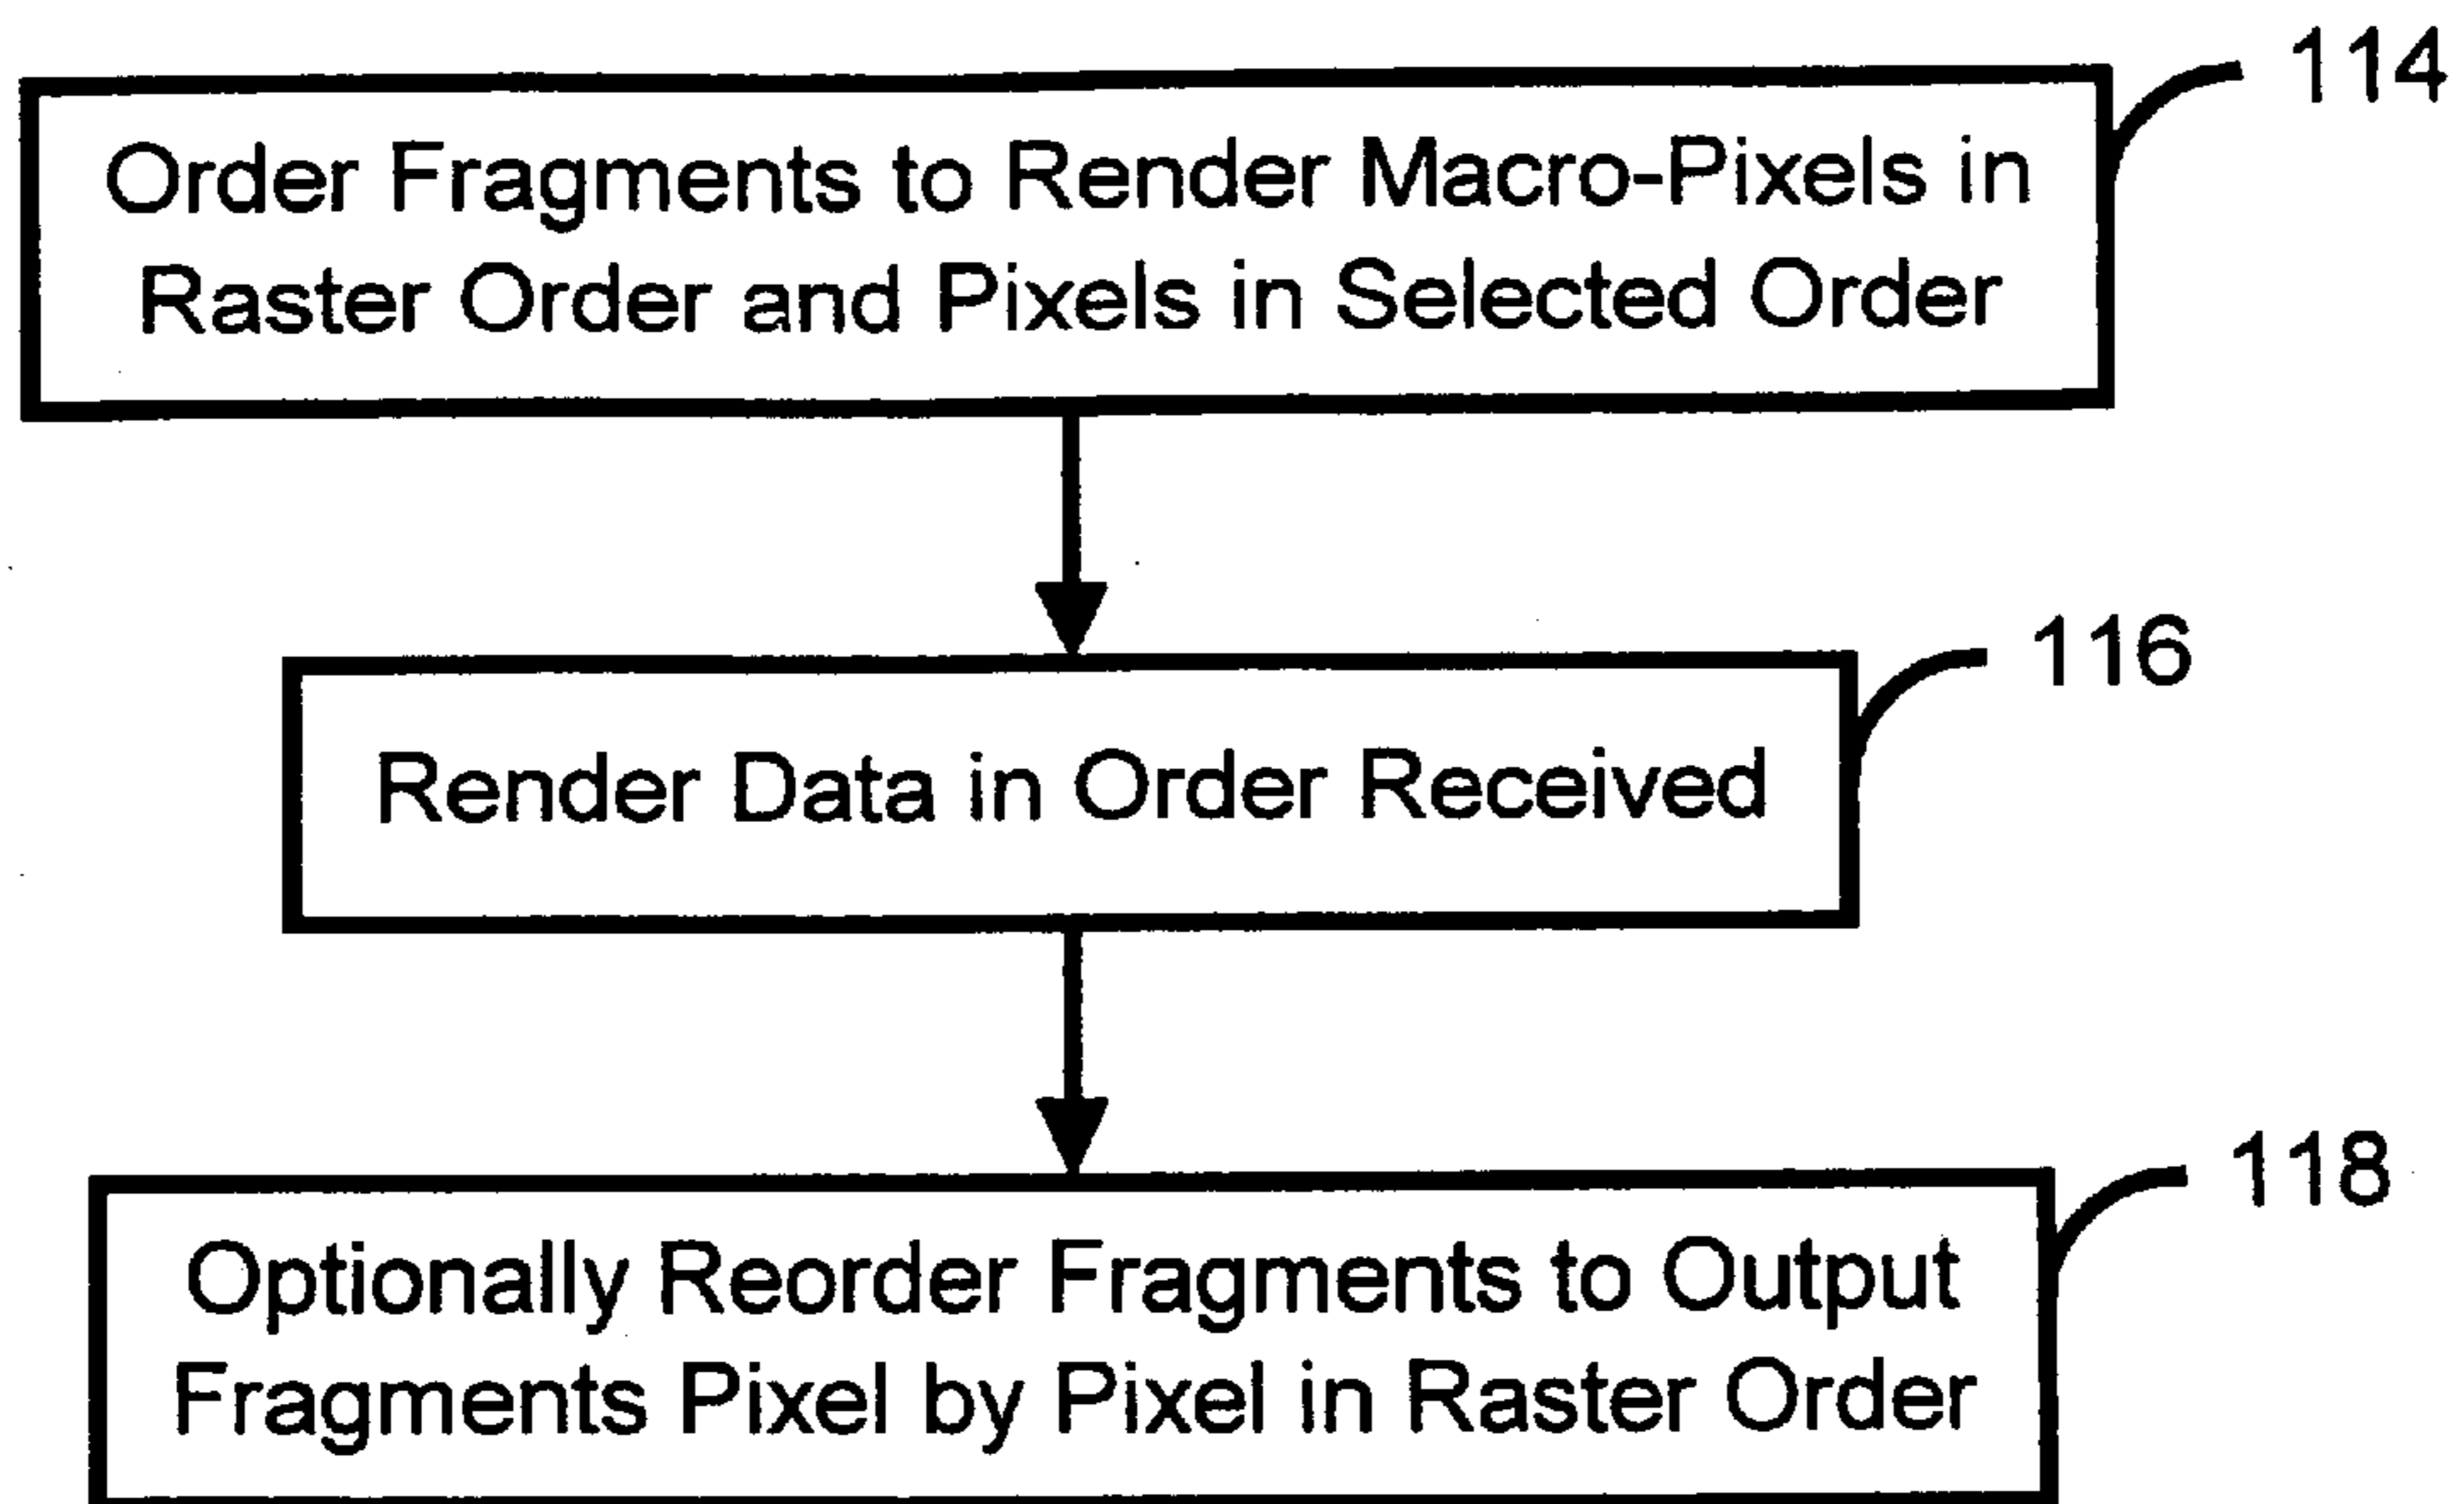 114
Order Fragments to Render Macro-Pixels in
Raster Order and Pixels in Selected Order
116
Render Data in Order Received
118
Optionally Reorder Fragments to Output
Fragments Pixel by Pixel in Raster Order